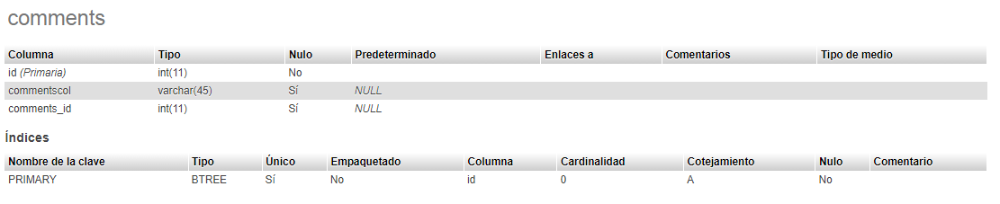 comments
Columna Tipo Nulo Predeterminado Enlaces a Comentarios Tipo de medio
id (Primaria) int(11) No
commentscol varchar(45) Sí NULL
comments_id int(11) Sí NULL
Índices
Nombre de la clave Tipo Único Empaquetado Columna Cardinalidad Cotejamiento Nulo Comentario
PRIMARY BTREE Sí No id 0 A No